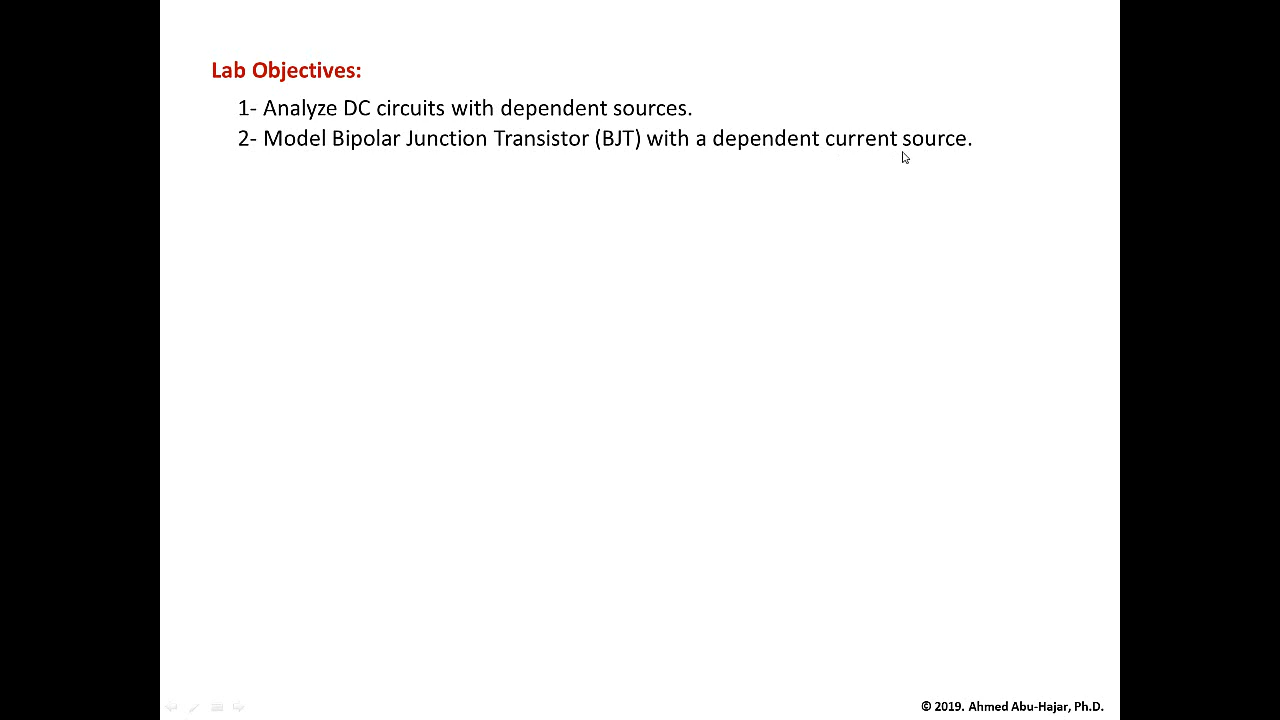 Lab Objectives:
1- Analyze DC circuits with dependent sources.
2- Model Bipolar Junction Transistor (BJT) with a dependent current source.
© 2019. Ahmed Abu-Hajar, Ph.D.